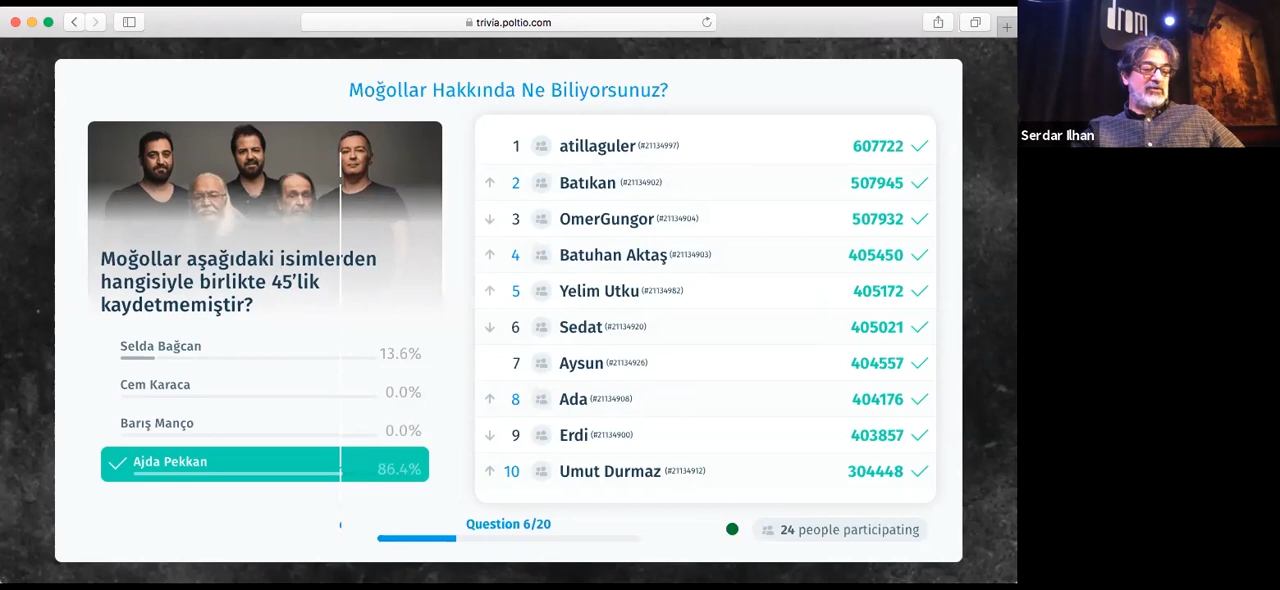 trivia.poltio.com
drom
Serdar Ilhan
Moğollar Hakkında Ne Biliyorsunuz?
Moğollar aşağıdaki isimlerden
hangisiyle birlikte 45'lik
kaydetmemiştir?
Selda Bağcan 13.6%
Cem Karaca 0.0%
Barış Manço 0.0%
Ajda Pekkan 86.4%
1 atillaguler (#21134997) 607722
2 Batıkan (#21134902) 507945
3 OmerGungor (#21134904) 507932
4 Batuhan Aktaş (#21134903) 405450
5 Yelim Utku (#21134982) 405172
6 Sedat (#21134920) 405021
7 Aysun (#21134926) 404557
8 Ada (#21134908) 404176
9 Erdi (#21134900) 403857
10 Umut Durmaz (#21134912) 304448
Question 6/20
24 people participating